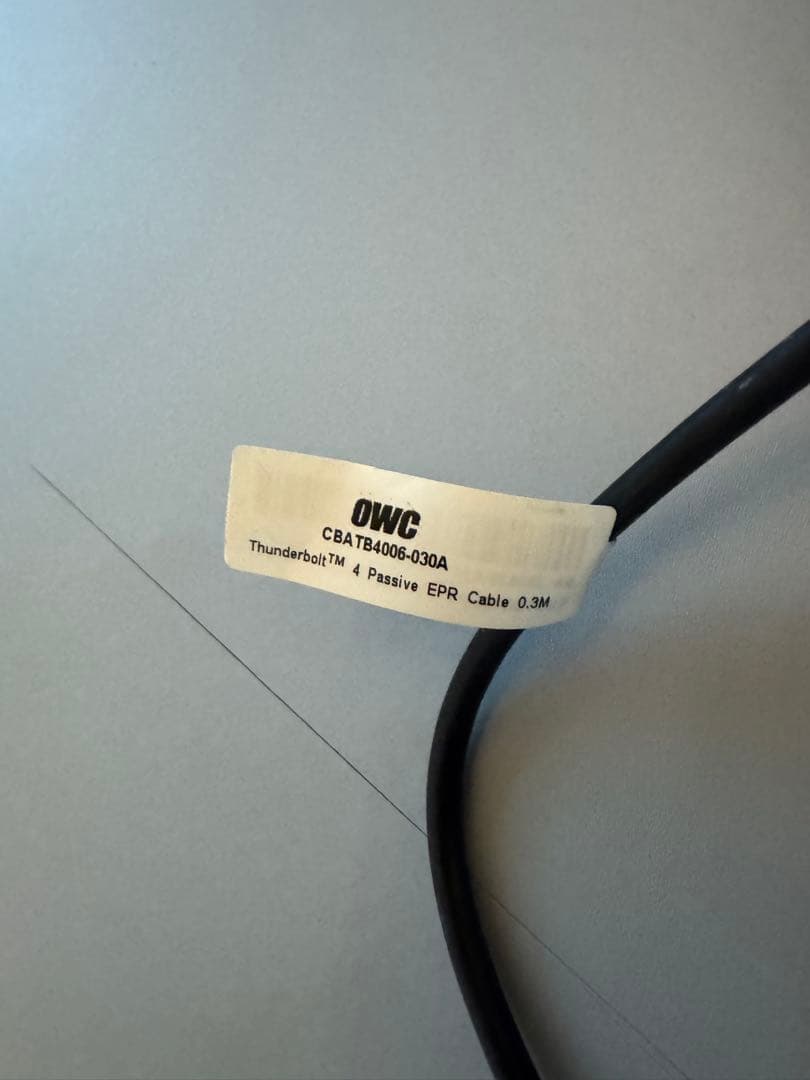 OWC
CBATB4006-030A
Thunderbolt™ 4 Passive EPR Cable 0.3M